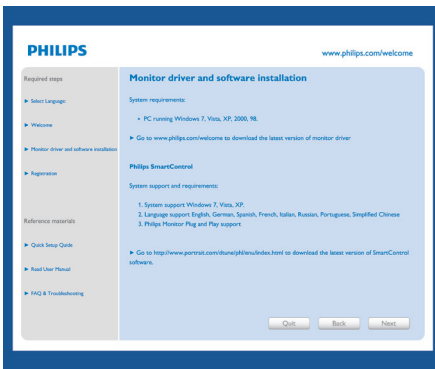 PHILIPS
www.philips.com/welcome
Required steps
► Select Language
► Welcome
► Monitor driver and software installation
► Registration
Reference materials
► Quick Setup Quide
► Read User Manual
► FAQ & Troubleshooting
Monitor driver and software installation
System requirements:
• PC running Windows 7, Vista, XP, 2000, 98.
► Go to www.philips.com/welcome to download the latest version of monitor driver
Philips SmartControl
System support and requirements:
1. System support Windows 7, Vista, XP.
2. Language support English, German, Spanish, French, Italian, Russian, Portuguese, Simplified Chinese
3. Philips Monitor Plug and Play support
► Go to http://www.portrait.com/dtune/phl/enu/index.html to download the latest version of SmartControl
software.
Quit
Back
Next